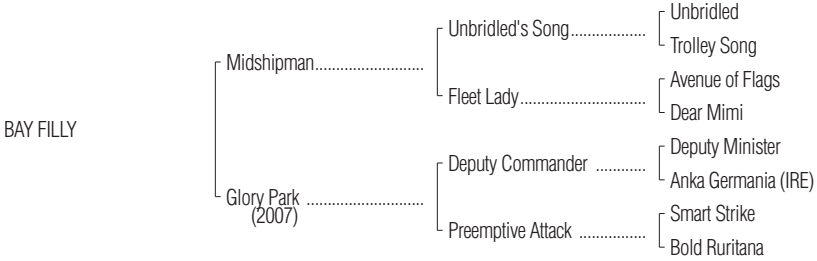 Unbridled
Unbridled's Song..................
Trolley Song
Midshipman..........................
Avenue of Flags
Fleet Lady..............................
Dear Mimi
BAY FILLY
Deputy Minister
Deputy Commander ............
Anka Germania (IRE)
Glory Park ............................
(2007)
Smart Strike
Preemptive Attack ................
Bold Ruritana